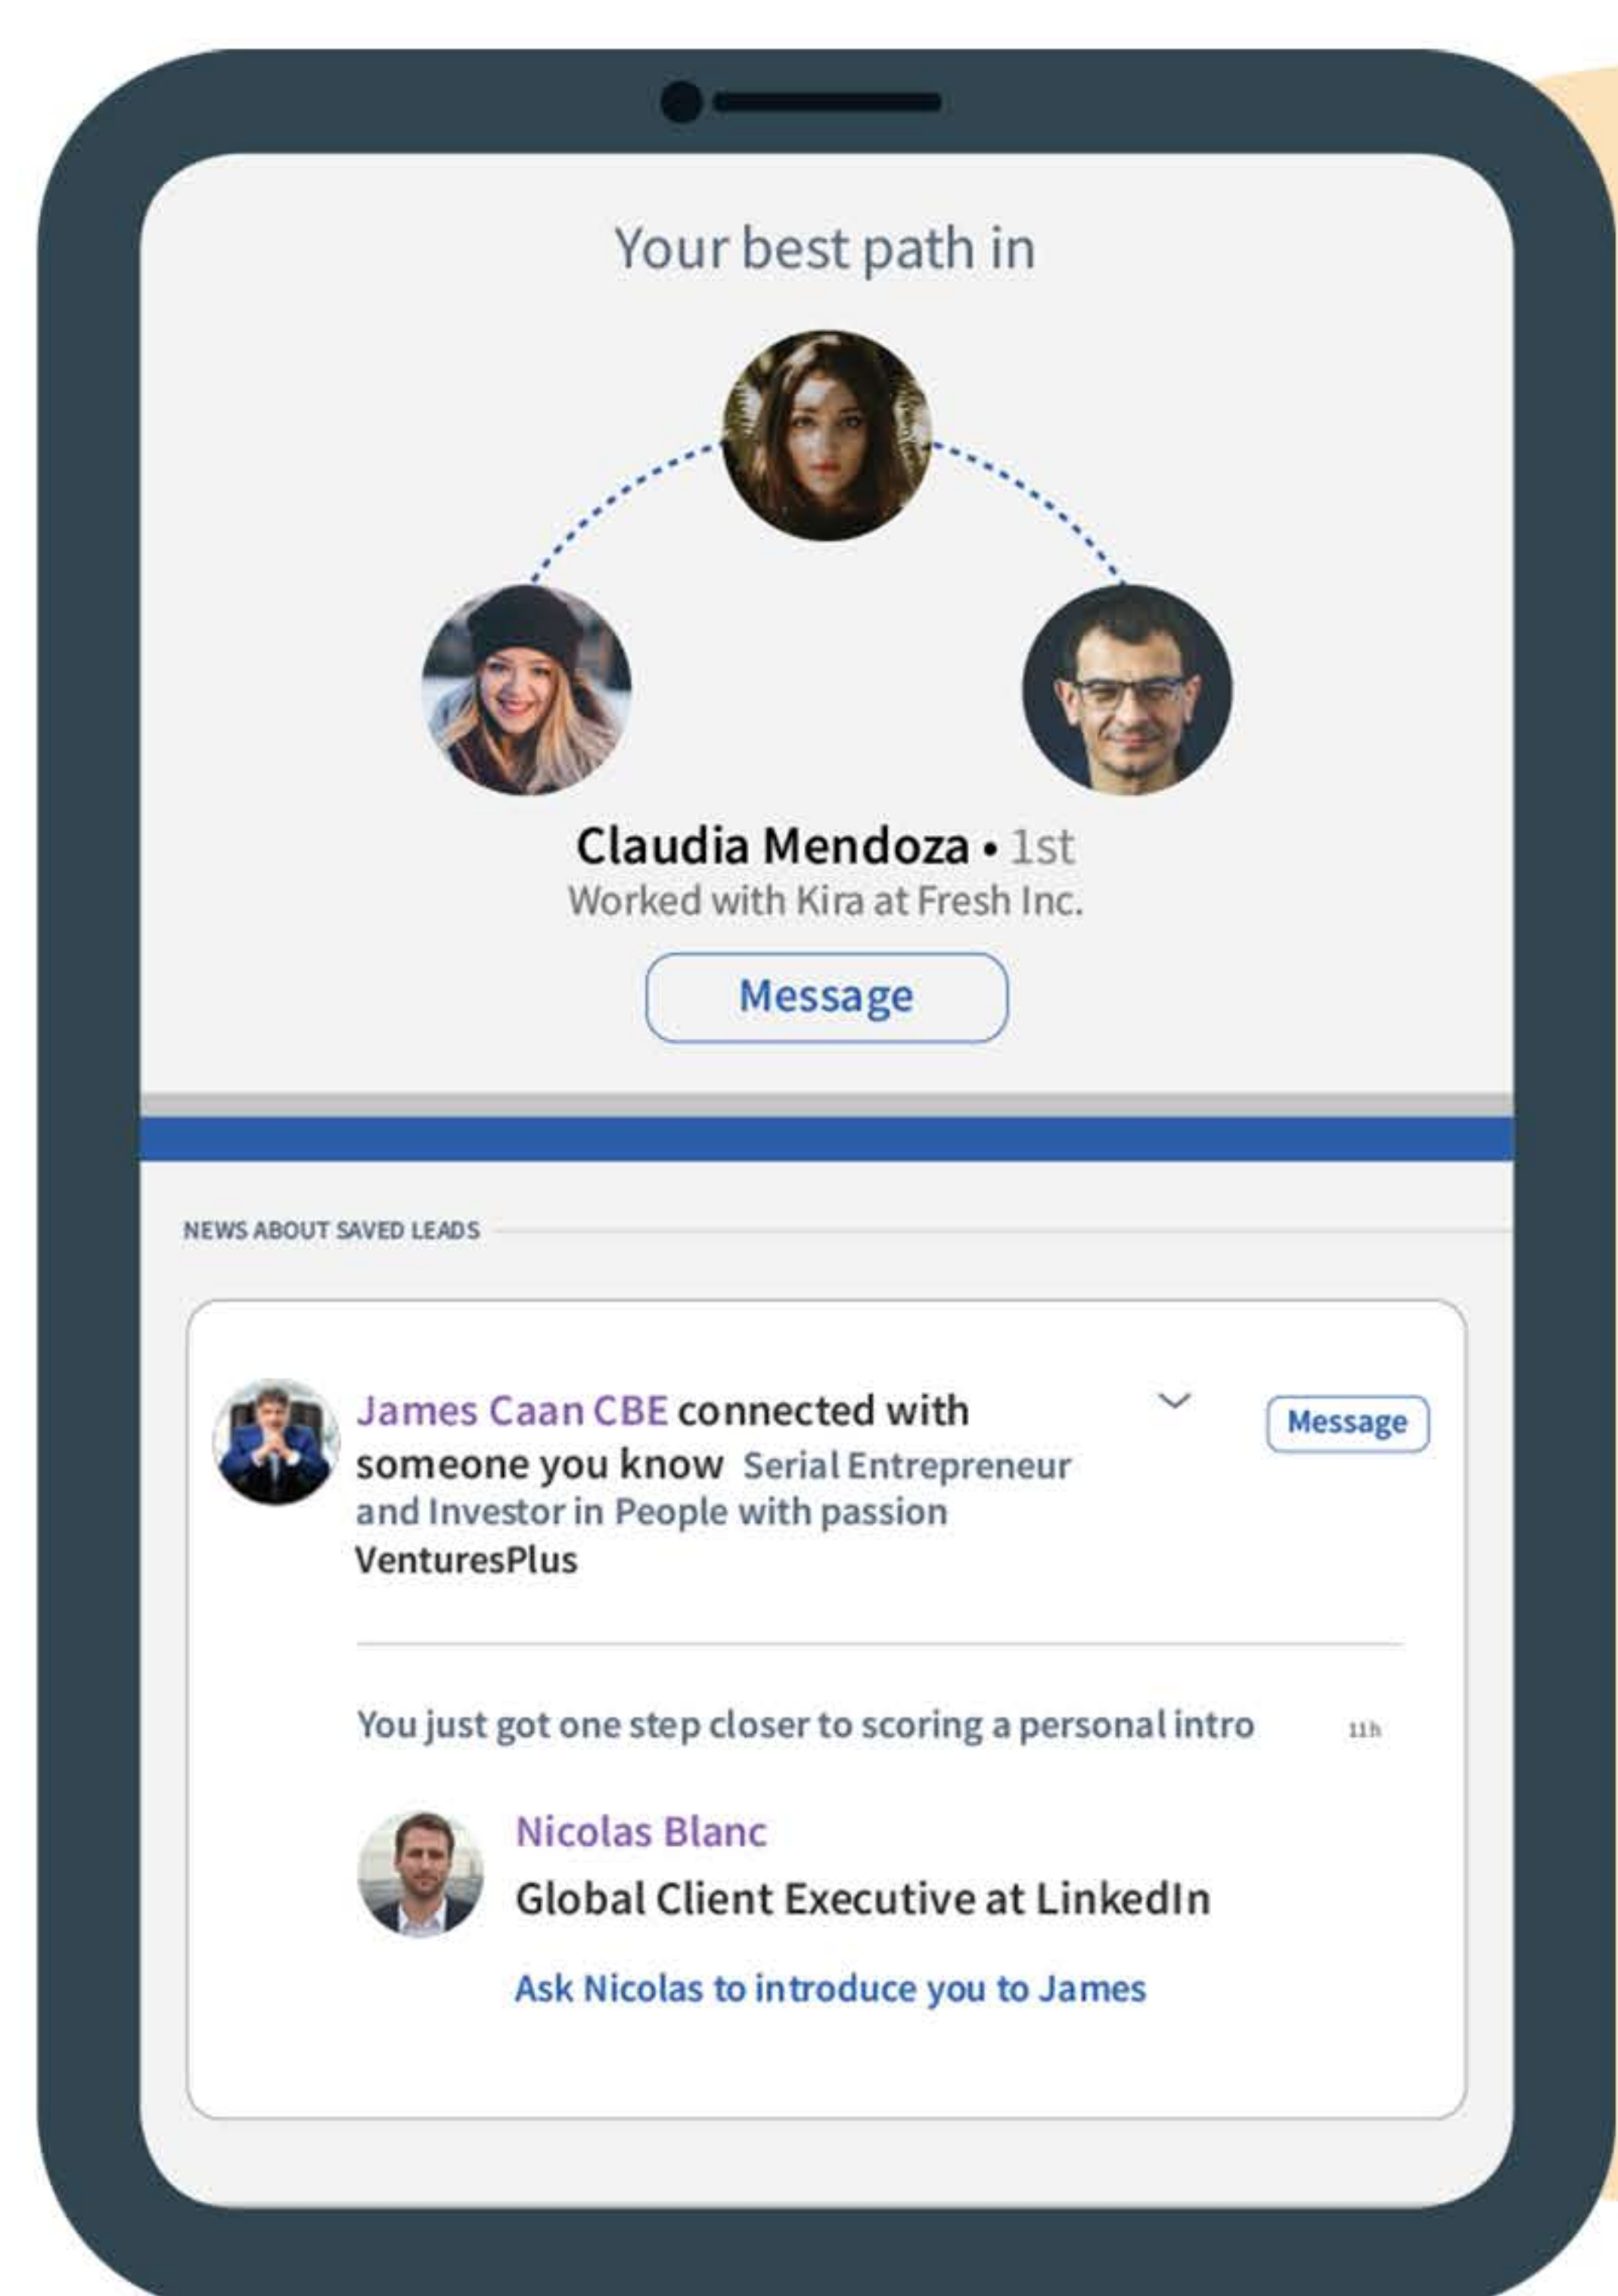 Your best path in
Claudia Mendoza • 1st
Worked with Kira at Fresh Inc.
Message
NEWS ABOUT SAVED LEADS
James Caan CBE connected with
Message
someone you know Serial Entrepreneur
and Investor in People with passion
VenturesPlus
You just got one step closer to scoring a personal intro
11h
Nicolas Blanc
Global Client Executive at LinkedIn
Ask Nicolas to introduce you to James